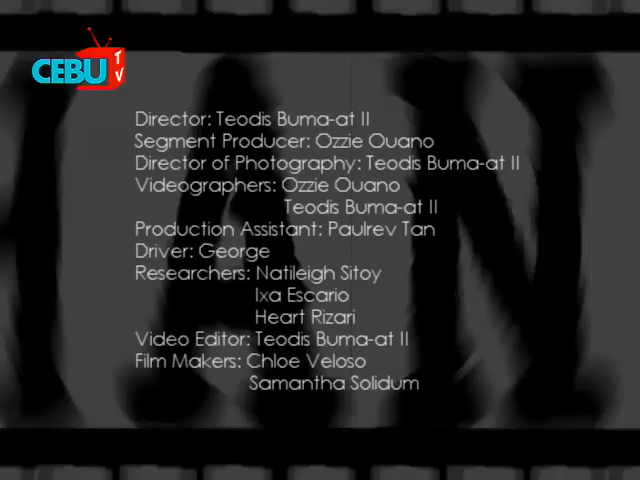 CEBU TV
Director: Teodis Buma-at II
Segment Producer: Ozzie Ouano
Director of Photography: Teodis Buma-at II
Videographers: Ozzie Ouano
Teodis Buma-at II
Production Assistant: Paulrev Tan
Driver: George
Researchers: Natileigh Sitoy
Ixa Escario
Heart Rizari
Video Editor: Teodis Buma-at II
Film Makers: Chloe Veloso
Samantha Solidum